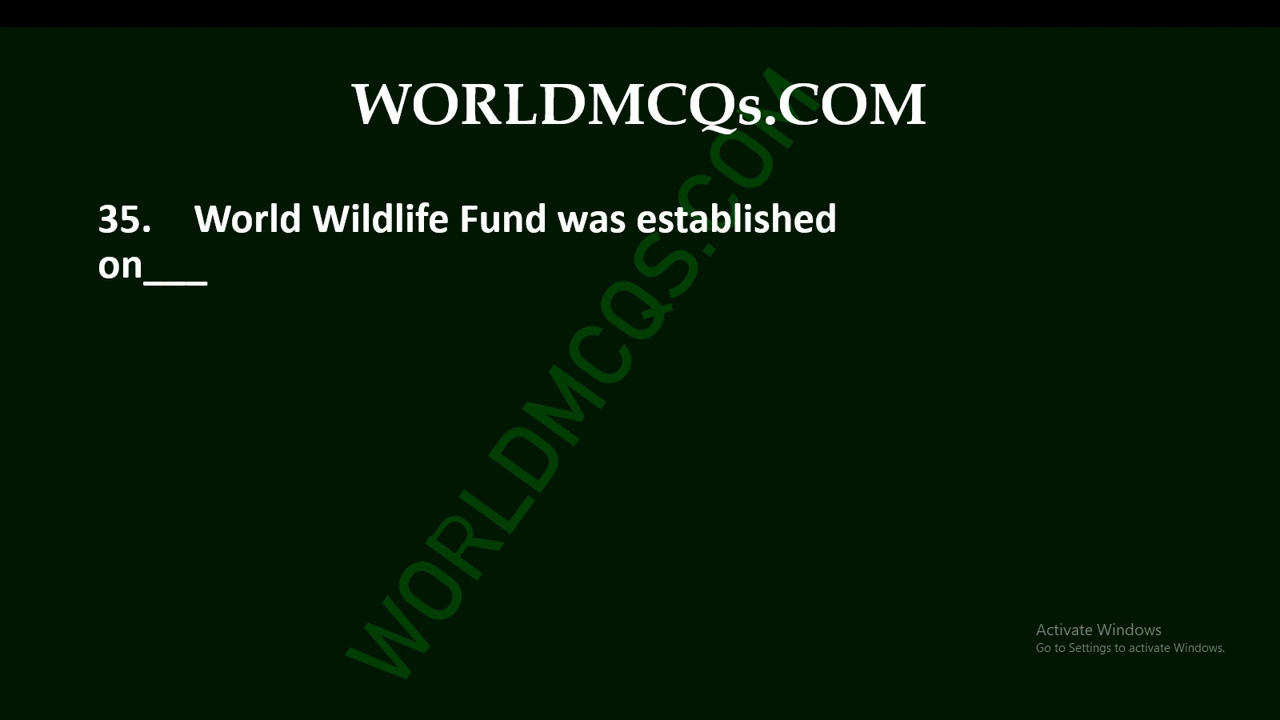 WORLDMCQs.COM
35. World Wildlife Fund was established
on___
WORLDMCQS.COM
Activate Windows
Go to Settings to activate Windows.